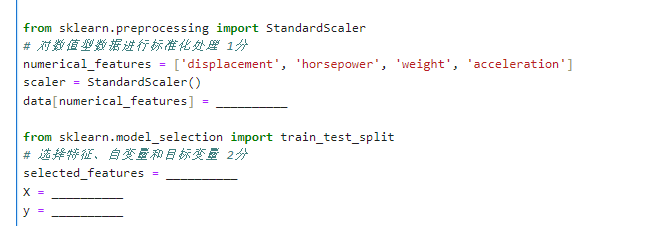 from sklearn.preprocessing import StandardScaler
# 对数值型数据进行标准化处理 1分
numerical_features = ['displacement', 'horsepower', 'weight', 'acceleration']
scaler = StandardScaler()
data[numerical_features] = __________
from sklearn.model_selection import train_test_split
# 选择特征、自变量和目标变量 2分
selected_features = __________
X = __________
y = __________